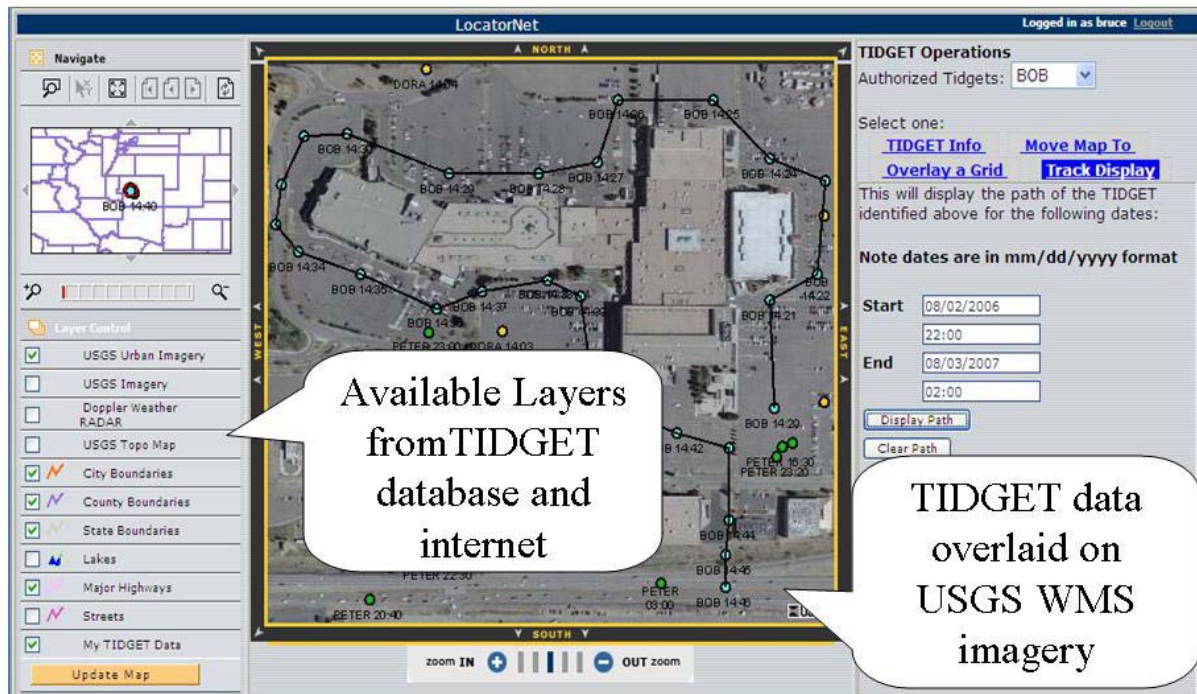 LocatorNet
Logged in as bruce Logout
Navigate
BOB 14:40
Layer Control
USGS Urban Imagery
USGS Imagery
Doppler Weather
RADAR
USGS Topo Map
City Boundaries
County Boundaries
State Boundaries
Lakes
Major Highways
Streets
My TIDGET Data
Update Map
NORTH
WEST
EAST
DORA 14:04
BOB 14:26
BOB 14:25
BOB 14:30
BOB 14:29
BOB 14:28
BOB 14:27
BOB 14:24
BOB 14:34
BOB 14:35
BOB 14:37
BOB
14:22
BOB 14:21
PETER 23:00
DORA 14:03
BOB 14:20
BOB 14:42
PETER 16:30
PETER 23:20
BOB 14:44
BOB 14:45
PETER 22:30
PETER
03:00
BOB 14:46
PETER 20:40
SOUTH
zoom IN
OUT zoom
Available Layers
fromTIDGET
database and
internet
TIDGET Operations
Authorized Tidgets: BOB
Select one:
TIDGET Info
Move Map To
Overlay a Grid
Track Display
This will display the path of the TIDGET
identified above for the following dates:
Note dates are in mm/dd/yyyy format
Start 08/02/2006
22:00
End 08/03/2007
02:00
Display Path
Clear Path
TIDGET data
overlaid on
USGS WMS
imagery